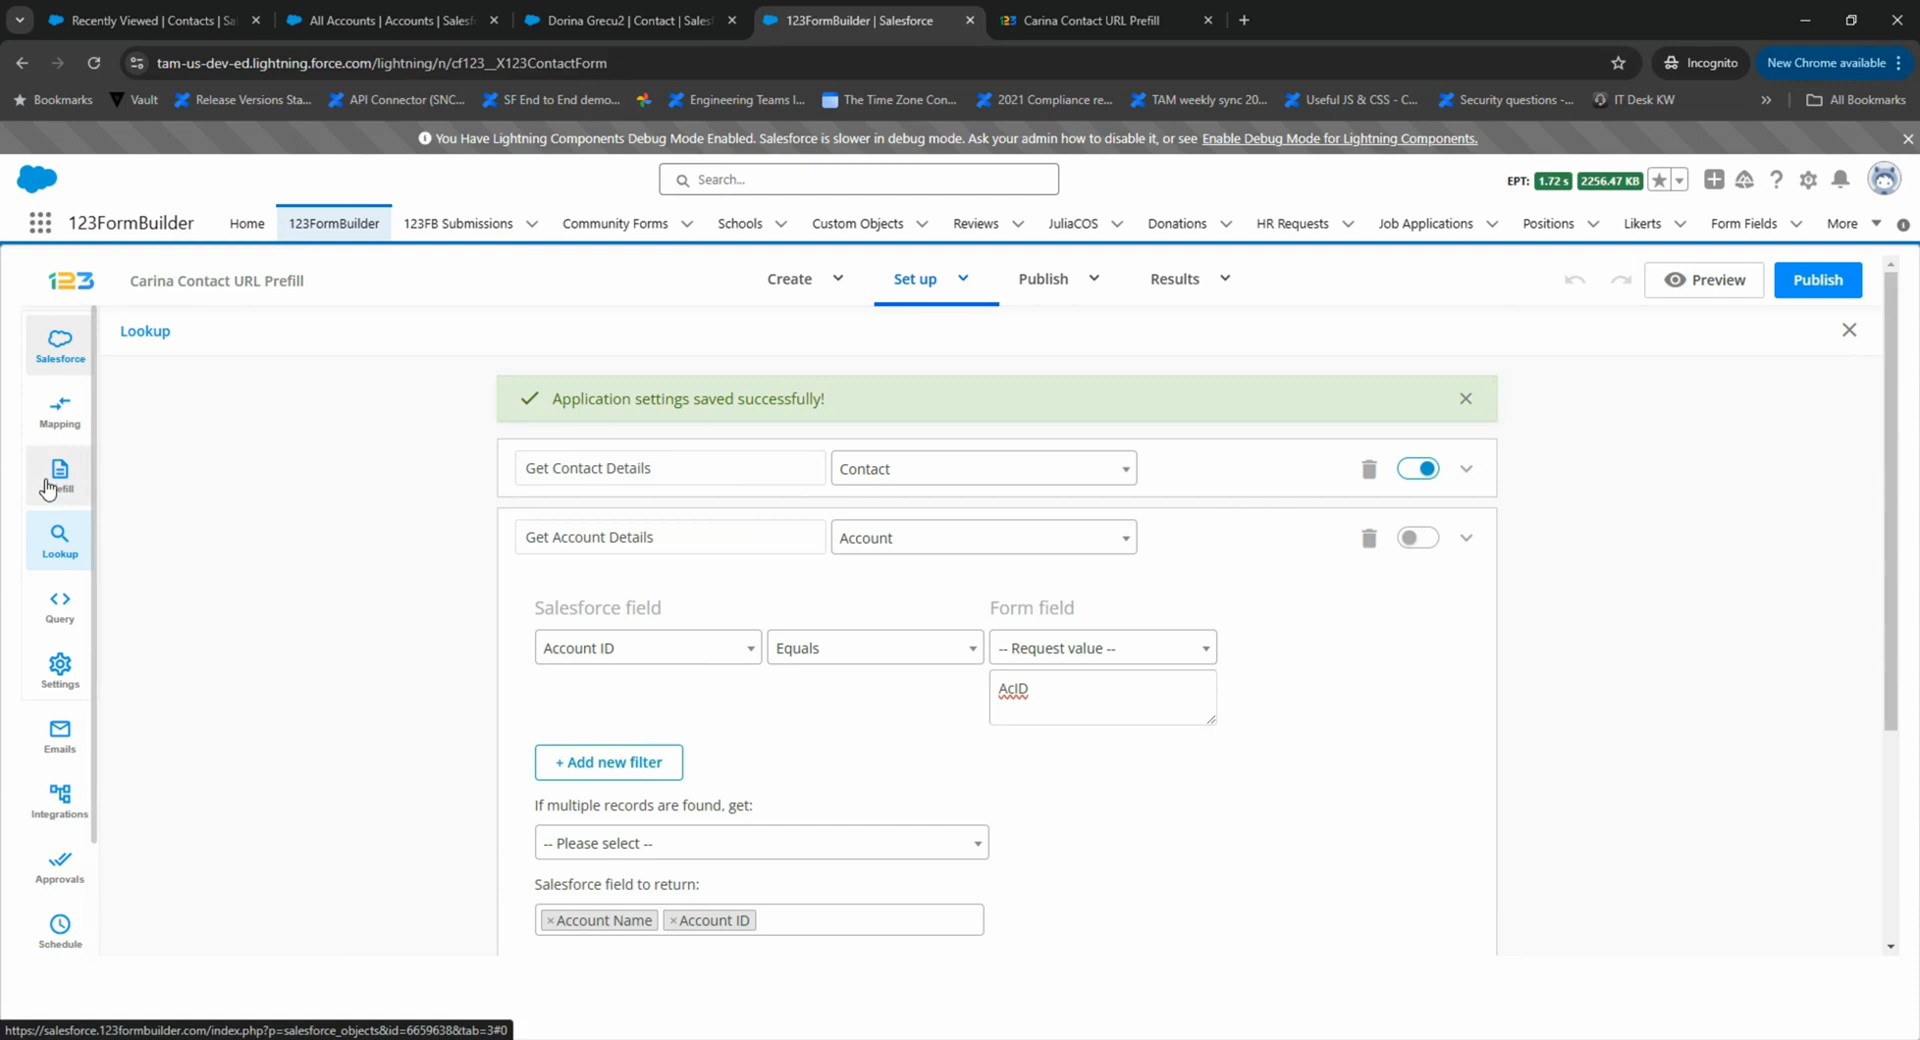 Recently Viewed | Contacts | Sa
All Accounts | Accounts | Salesf
Dorina Grecu2 | Contact | Sales
123FormBuilder | Salesforce
Carina Contact URL Prefill
tam-us-dev-ed.lightning.force.com/lightning/n/cf123__X123ContactForm
Incognito
New Chrome available
Bookmarks
Vault
Release Versions Sta...
API Connector (SNC...
SF End to End demo...
Engineering Teams I...
The Time Zone Con...
2021 Compliance re...
TAM weekly sync 20...
Useful JS & CSS - C...
Security questions -...
IT Desk KW
All Bookmarks
You Have Lightning Components Debug Mode Enabled. Salesforce is slower in debug mode. Ask your admin how to disable it, or see Enable Debug Mode for Lightning Components.
Search...
EPT: 1.72 s 2256.47 KB
123FormBuilder
Home
123FormBuilder
123FB Submissions
Community Forms
Schools
Custom Objects
Reviews
JuliaCOS
Donations
HR Requests
Job Applications
Positions
Likerts
Form Fields
More
123
Carina Contact URL Prefill
Create
Set up
Publish
Results
Preview
Publish
Salesforce
Mapping
efill
Lookup
Query
Settings
Emails
Integrations
Approvals
Schedule
Lookup
Application settings saved successfully!
Get Contact Details
Contact
Get Account Details
Account
Salesforce field
Form field
Account ID
Equals
-- Request value --
AcID
+ Add new filter
If multiple records are found, get:
-- Please select --
Salesforce field to return:
×Account Name ×Account ID
https://salesforce.123formbuilder.com/index.php?p=salesforce_objects&id=6659638&tab=3#0